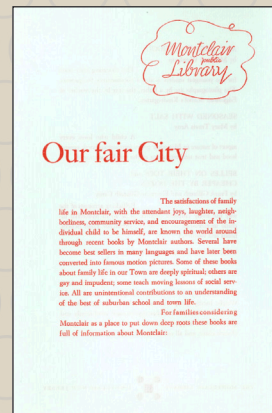 Montclair
public
Library
Our fair City
The satisfactions of family
life in Montclair, with the attendant joys, laughter, neigh-
borliness, community service, and encouragement of the in-
dividual child to be himself, are known the world around
through recent books by Montclair authors. Several have
become best sellers in many languages and have later been
converted into famous motion pictures. Some of these books
about family life in our Town are deeply spiritual; others are
gay and impudent; some teach moving lessons of social serv-
ice. All are unintentional contributions to an understanding
of the best of suburban school and town life.
For families considering
Montclair as a place to put down deep roots these books are
full of information about Montclair: